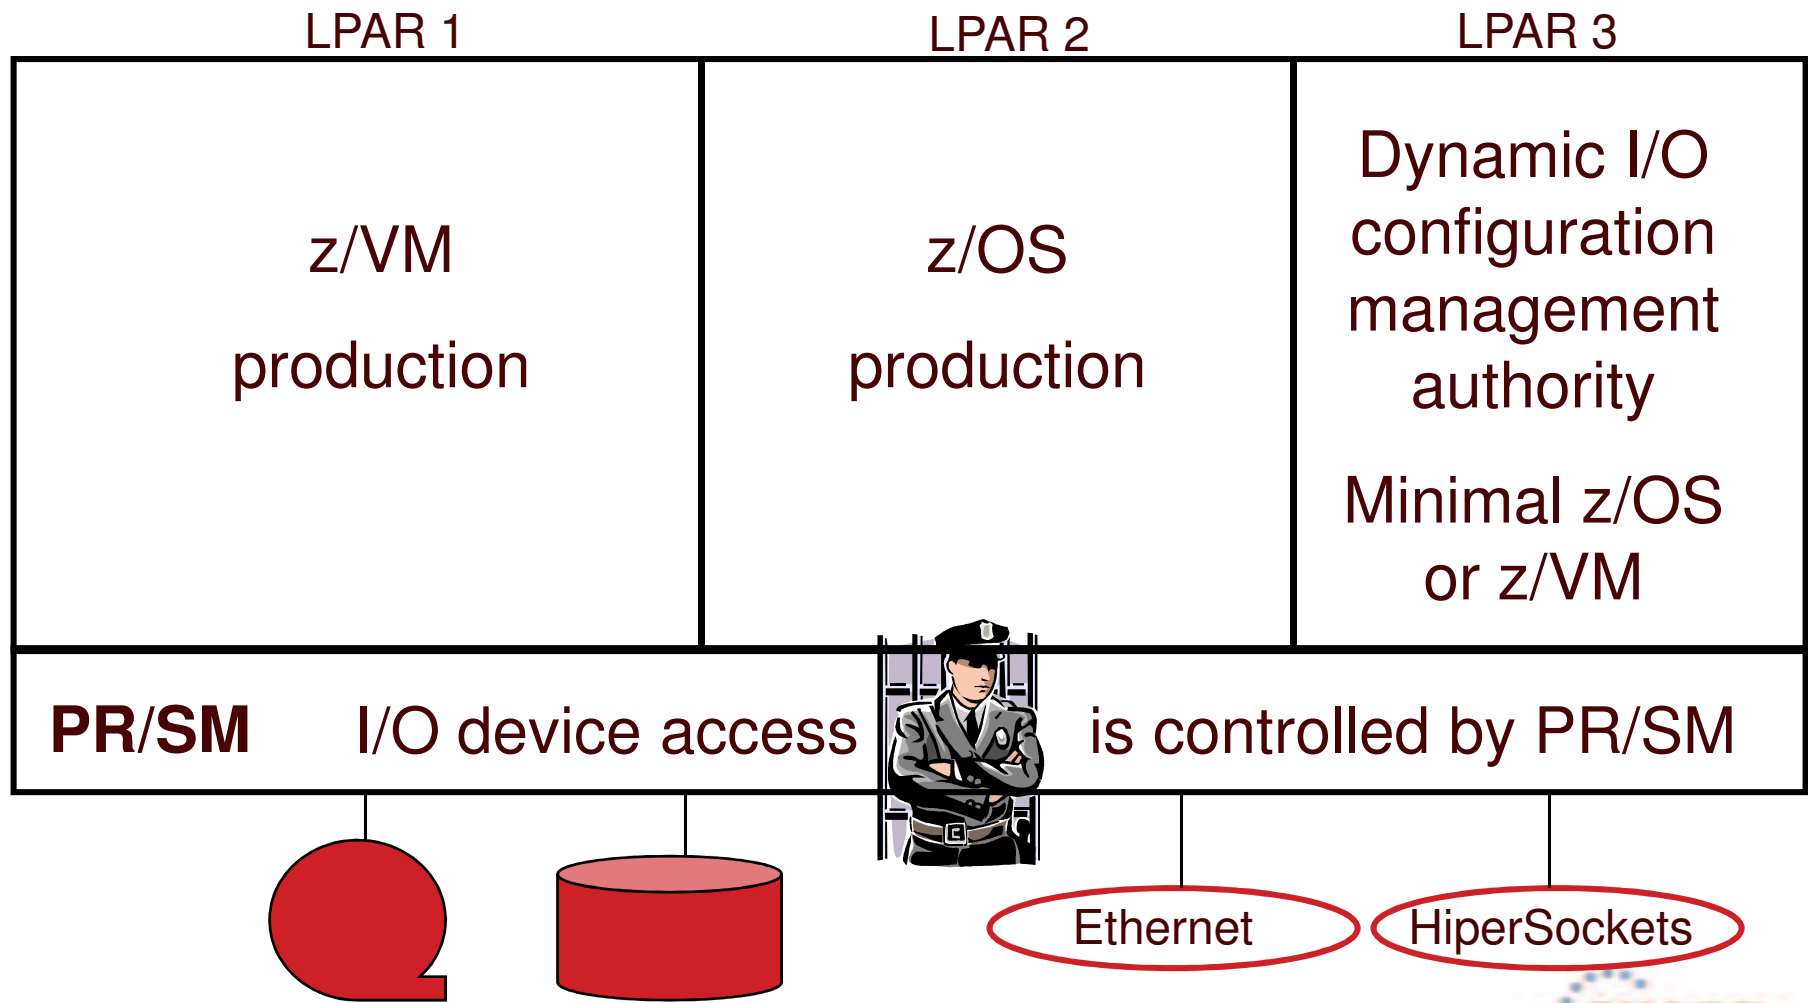 LPAR 1
LPAR 2
LPAR 3
z/VM
production
z/OS
production
Dynamic I/O
configuration
management
authority
Minimal z/OS
or z/VM
PR/SM I/O device access is controlled by PR/SM
Ethernet
HiperSockets